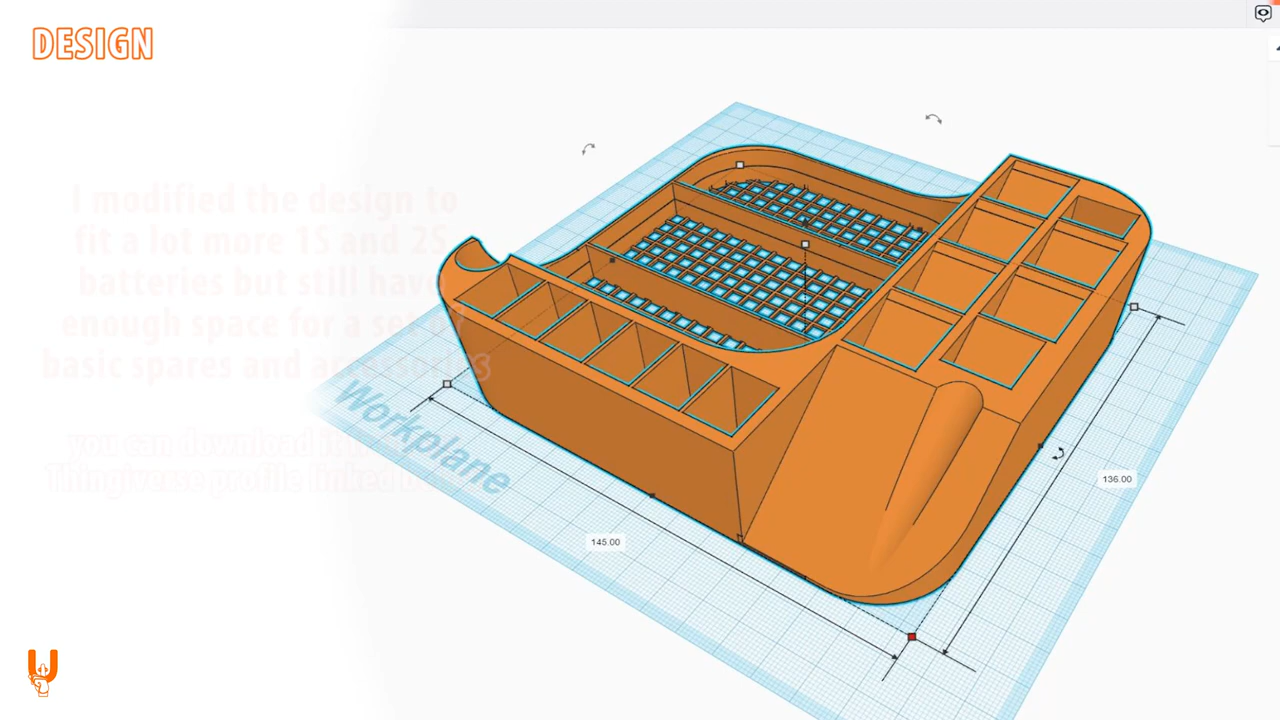 DESIGN
I modified the design to
fit a lot more 1S and 2S
batteries but still have
enough space for a set of
basic spares and accessories
you can download it
Thingiverse profile linked
Workplane
145.00
136.00